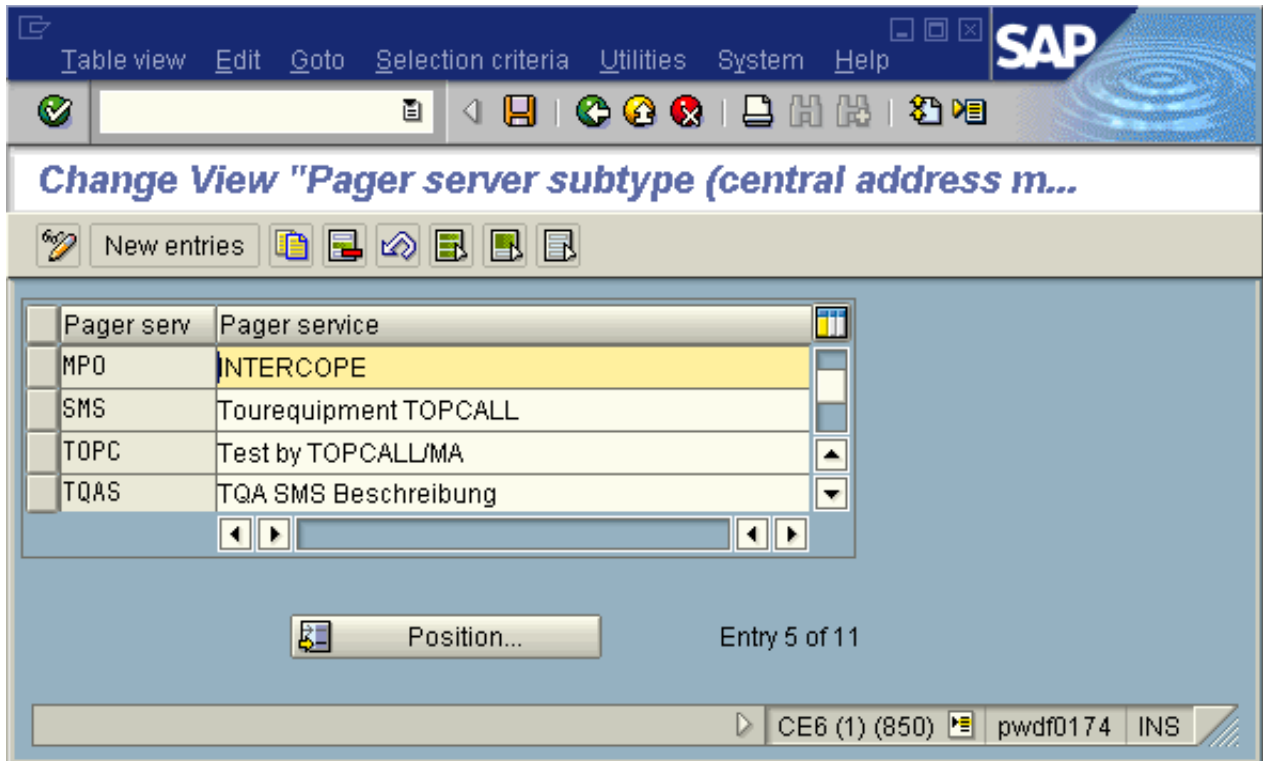 Table view Edit Goto Selection criteria Utilities System Help
SAP
Change View "Pager server subtype (central address m...
New entries
Pager serv Pager service
MPO INTERCOPE
SMS Tourequipment TOPCALL
TOPC Test by TOPCALL/MA
TQAS TQA SMS Beschreibung
Position... Entry 5 of 11
CE6 (1) (850) pwdf0174 INS